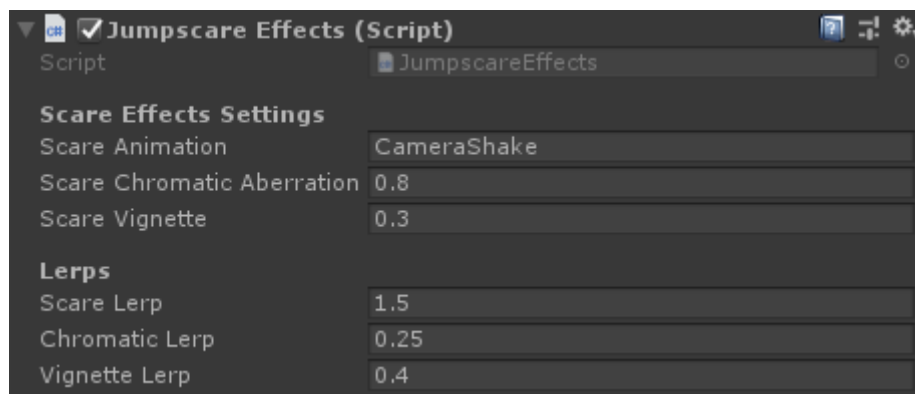 Jumpscare Effects (Script)
Script JumpscareEffects
Scare Effects Settings
Scare Animation CameraShake
Scare Chromatic Aberration 0.8
Scare Vignette 0.3
Lerps
Scare Lerp 1.5
Chromatic Lerp 0.25
Vignette Lerp 0.4